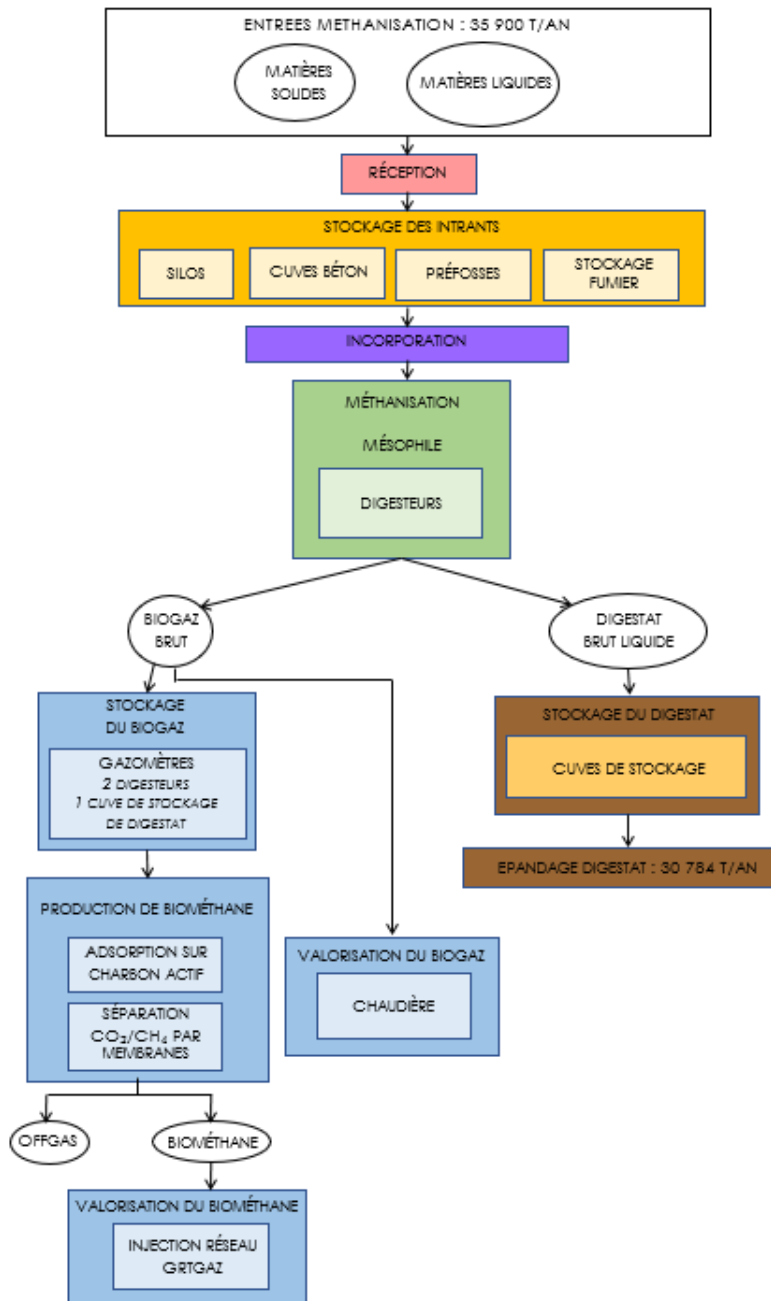 ENTREES METHANISATION : 35 900 T/AN
MATIÈRES
SOLIDES
MATIÈRES LIQUIDES
RÉCEPTION
STOCKAGE DES INTRANTS
SILOS
CUVES BÉTON
PRÉFOSSES
STOCKAGE
FUMIER
INCORPORATION
MÉTHANISATION
MÉSOPHILE
DIGESTEURS
BIOGAZ
BRUT
DIGESTAT
BRUT LIQUIDE
STOCKAGE
DU BIOGAZ
GAZOMÈTRES
2 DIGESTEURS
1 CUVE DE STOCKAGE
DE DIGESTAT
STOCKAGE DU DIGESTAT
CUVES DE STOCKAGE
EPANDAGE DIGESTAT : 30 784 T/AN
PRODUCTION DE BIOMÉTHANE
ADSORPTION SUR
CHARBON ACTIF
SÉPARATION
CO₂/CH₄ PAR
MEMBRANES
VALORISATION DU BIOGAZ
CHAUDIÈRE
OFFGAS
BIOMÉTHANE
VALORISATION DU BIOMÉTHANE
INJECTION RÉSEAU
GRTGAZ